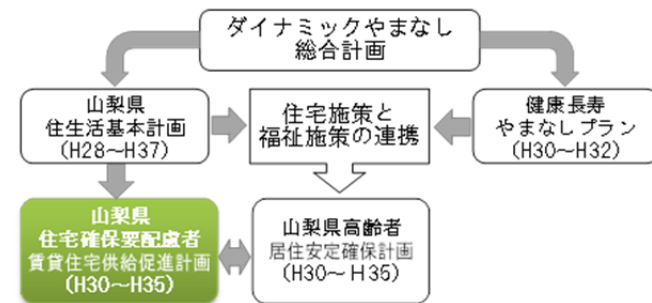 ダイナミックやまなし
総合計画
山梨県
住生活基本計画
(H28～H37)
住宅施策と
福祉施策の連携
健康長寿
やまなしプラン
(H30～H32)
山梨県
住宅確保要配慮者
賃貸住宅供給促進計画
(H30～H35)
山梨県高齢者
居住安定確保計画
(H30～H35)